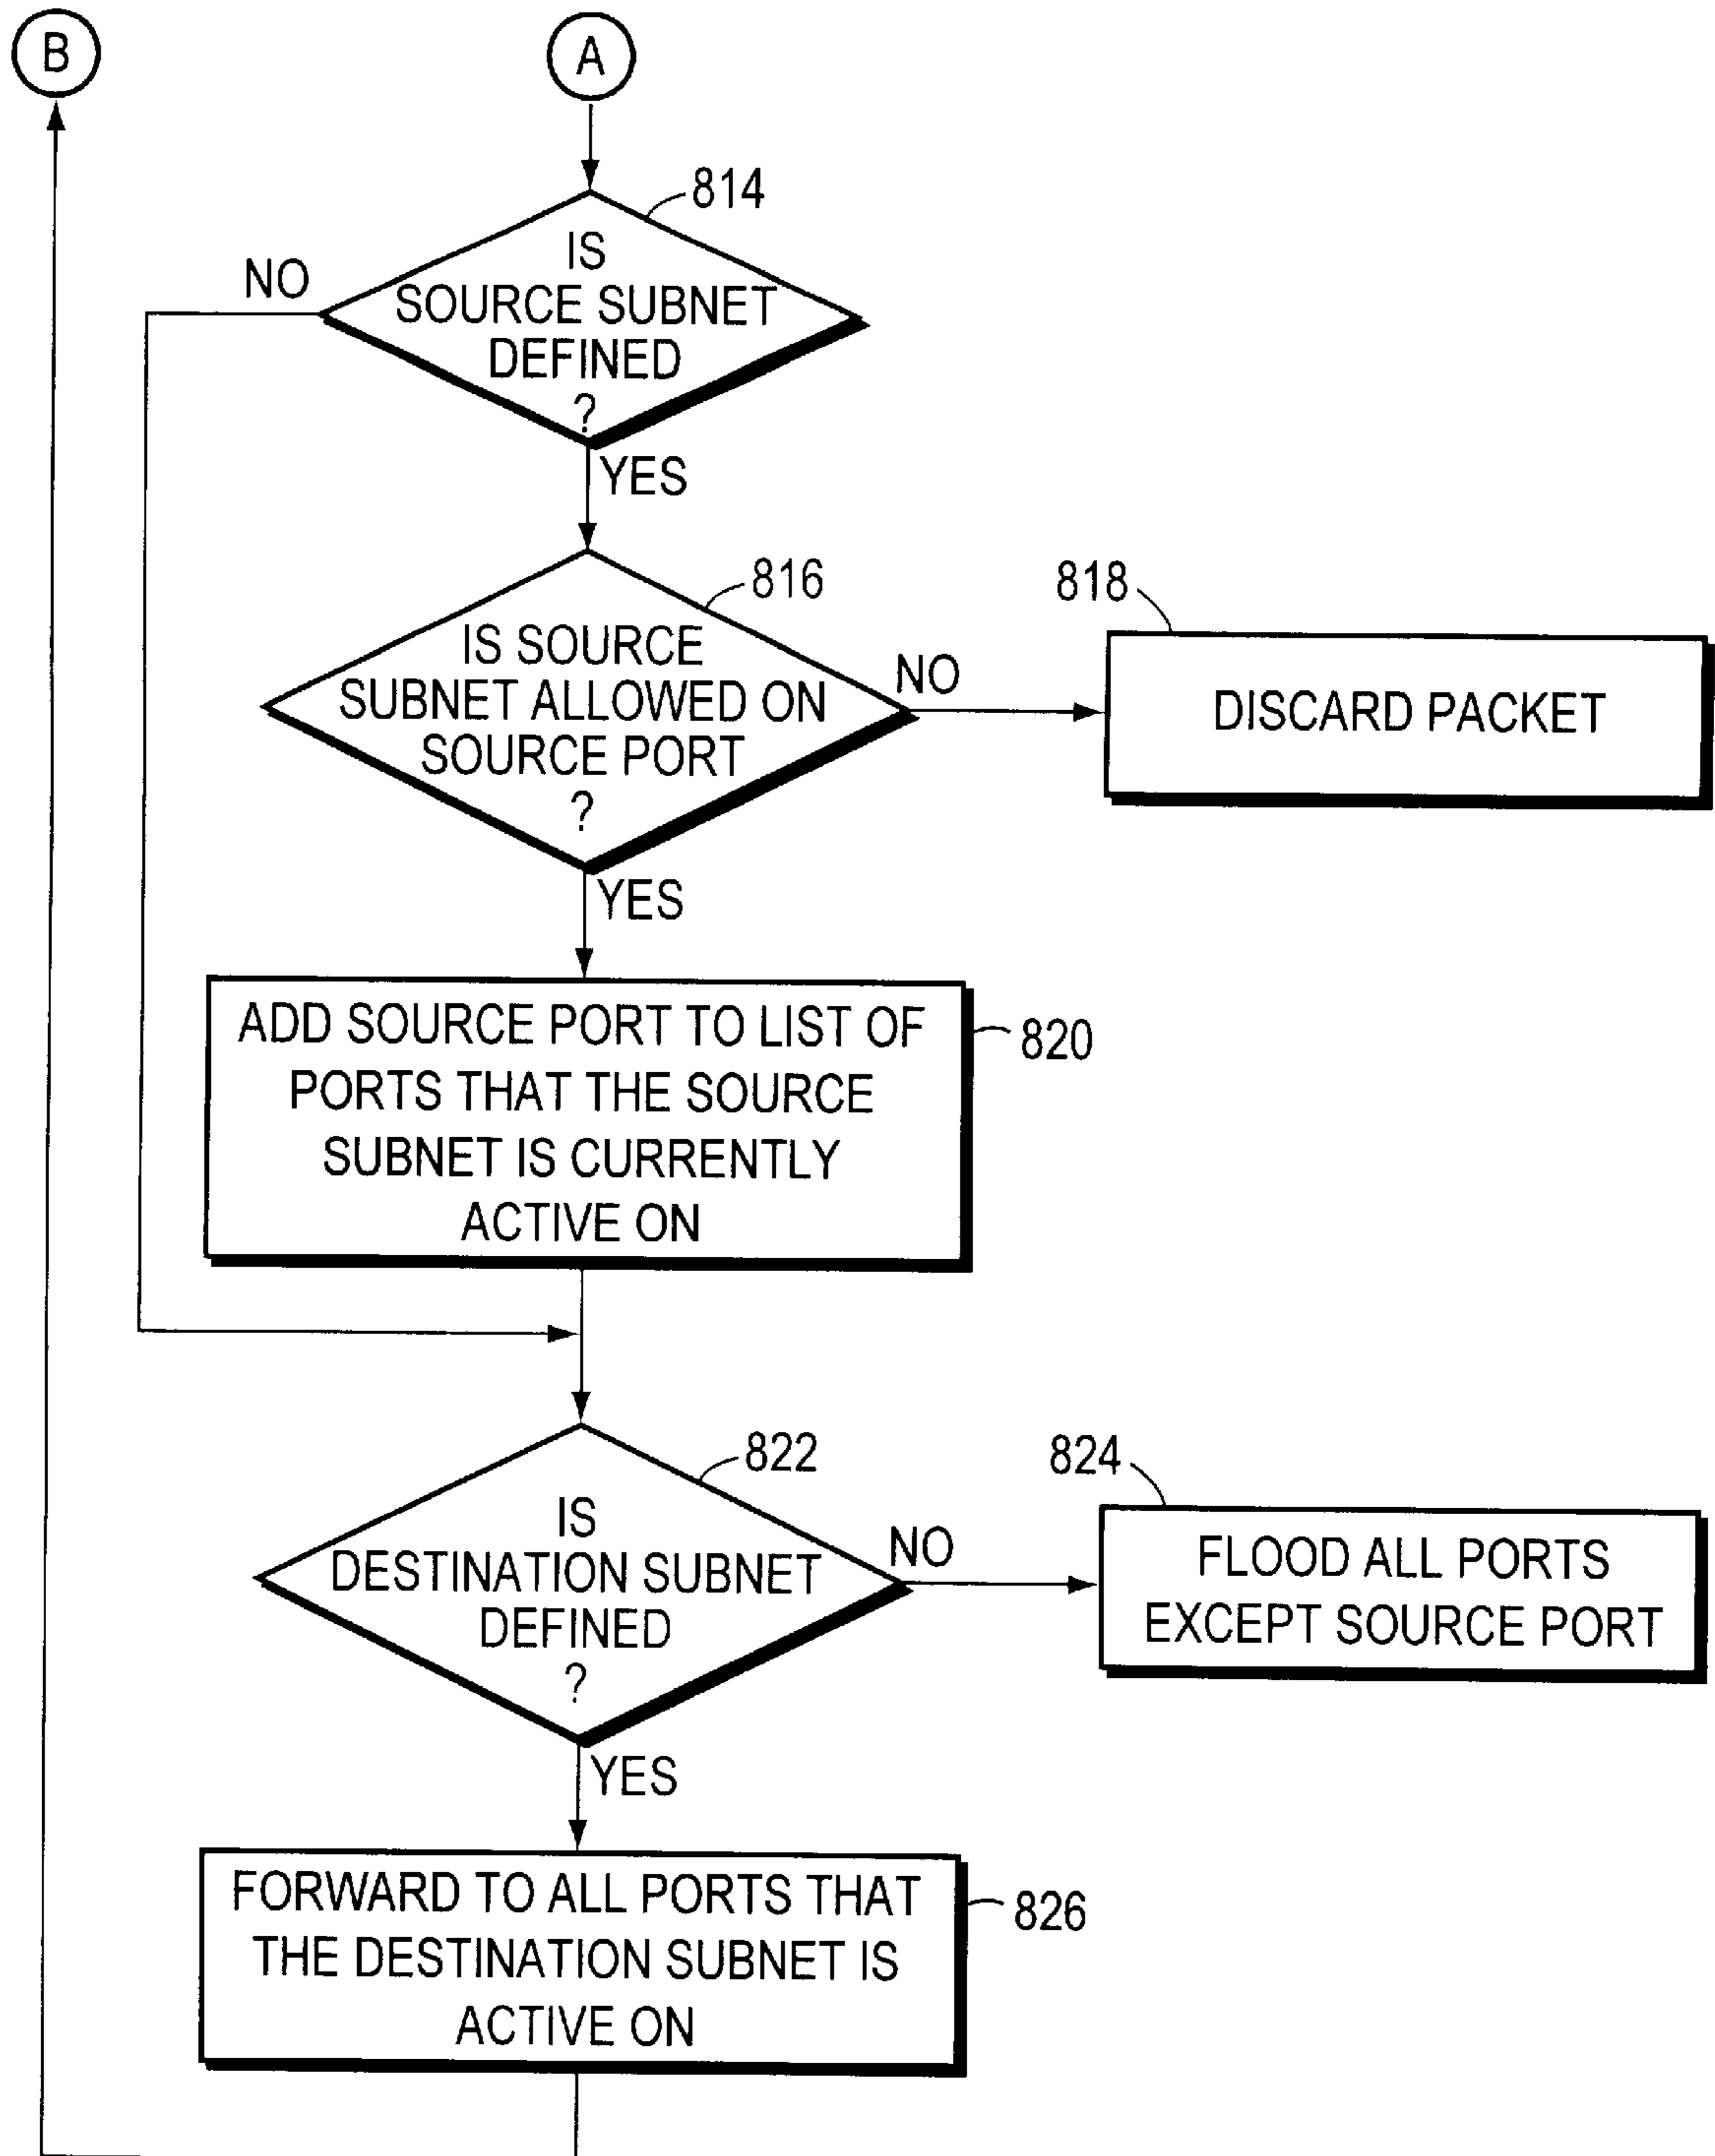 B
A
814
IS
SOURCE SUBNET
DEFINED
?
NO
YES
816
IS SOURCE
SUBNET ALLOWED ON
SOURCE PORT
?
NO
818
DISCARD PACKET
YES
ADD SOURCE PORT TO LIST OF
PORTS THAT THE SOURCE
SUBNET IS CURRENTLY
ACTIVE ON
820
822
IS
DESTINATION SUBNET
DEFINED
?
NO
824
FLOOD ALL PORTS
EXCEPT SOURCE PORT
YES
FORWARD TO ALL PORTS THAT
THE DESTINATION SUBNET IS
ACTIVE ON
826